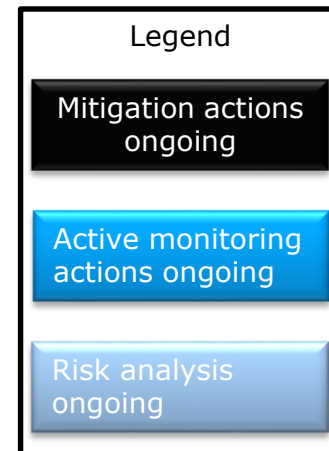 Legend
Mitigation actions
ongoing
Active monitoring
actions ongoing
Risk analysis
ongoing